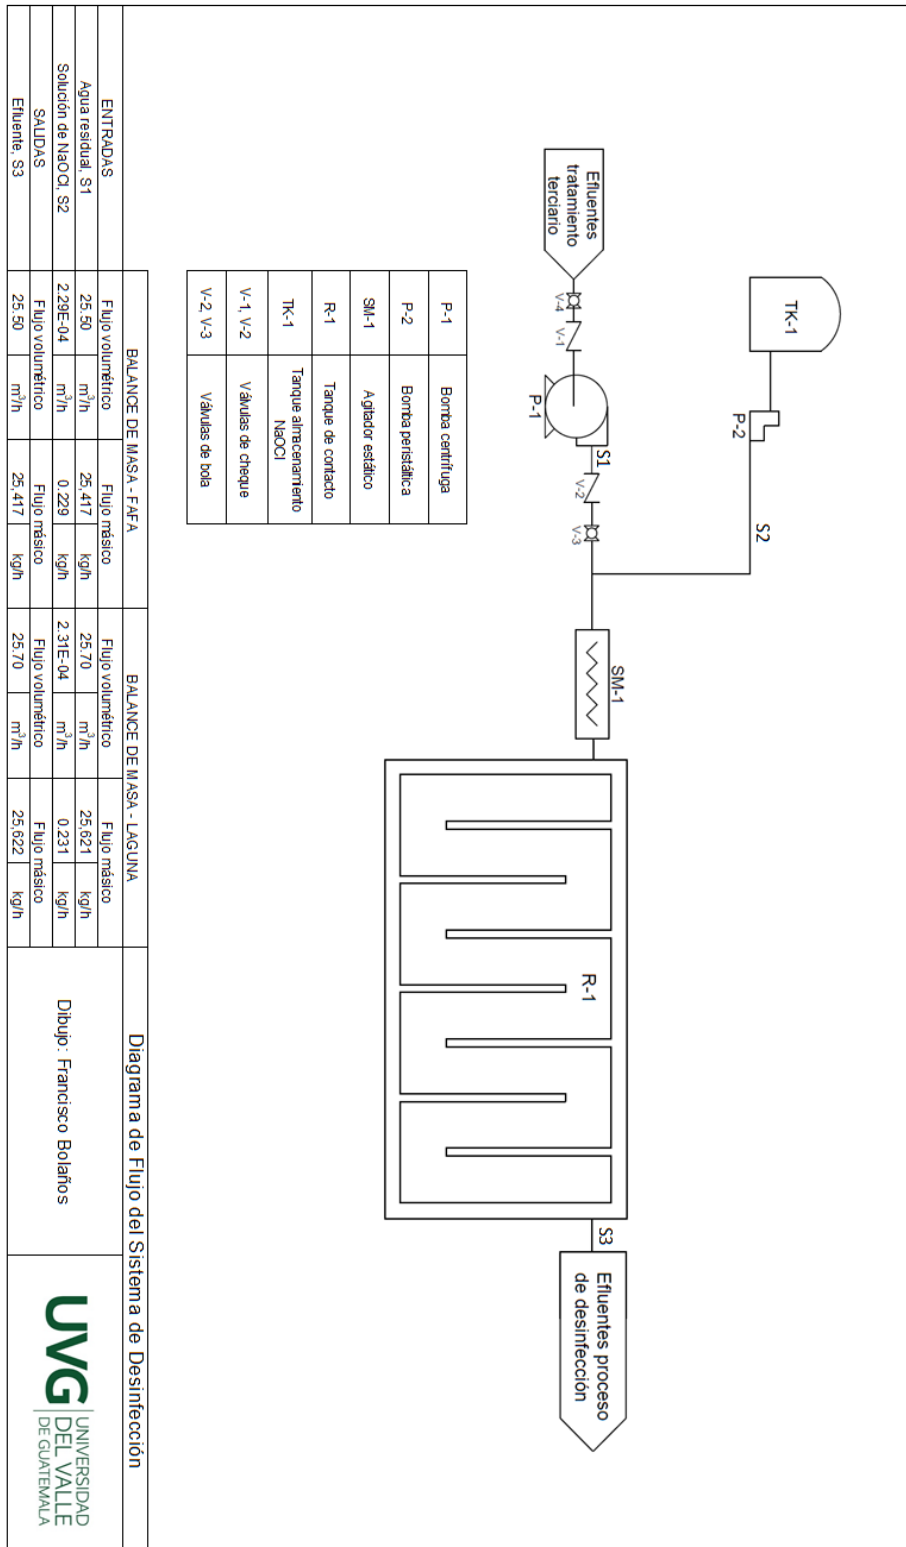 TK-1
P-2
S2
Efluentes
tratamiento
terciario
V-4
V-1
P-1
S1
V-2
V-3
SM-1
R-1
S3
Efluentes proceso
de desinfección
P-1 Bomba centrífuga
P-2 Bomba peristáltica
SM-1 Agitador estático
R-1 Tanque de contacto
TK-1 Tanque almacenamiento
NaOCl
V-1, V-2 Válvulas de cheque
V-2, V-3 Válvulas de bola
BALANCE DE MASA - FAFA BALANCE DE MASA - LAGUNA
ENTRADAS Flujo volumétrico Flujo másico Flujo volumétrico Flujo másico
Agua residual, S1 25.50 m³/h 25,417 kg/h 25.70 m³/h 25,621 kg/h
Solución de NaOCl, S2 2.29E-04 m³/h 0.229 kg/h 2.31E-04 m³/h 0.231 kg/h
SALIDAS Flujo volumétrico Flujo másico Flujo volumétrico Flujo másico
Efluente, S3 25.50 m³/h 25,417 kg/h 25.70 m³/h 25,622 kg/h
Diagrama de Flujo del Sistema de Desinfección
Dibujo: Francisco Bolaños
UVG
UNIVERSIDAD
DEL VALLE
DE GUATEMALA